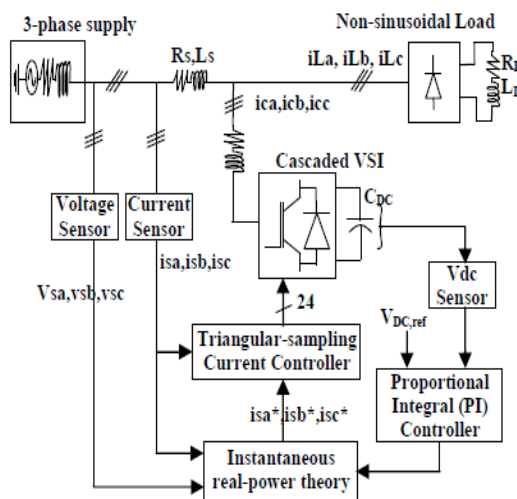 3-phase supply
Non-sinusoidal Load
Rs,Ls
iLa, iLb, iLc
ica,icb,icc
Cascaded VSI
CDC
Voltage
Sensor
Current
Sensor
isa,isb,isc
Vsa,vsb,vsc
24
Vdc
Sensor
VDC,ref
Triangular-sampling
Current Controller
Proportional
Integral (PI)
Controller
isa*,isb*,isc*
Instantaneous
real-power theory